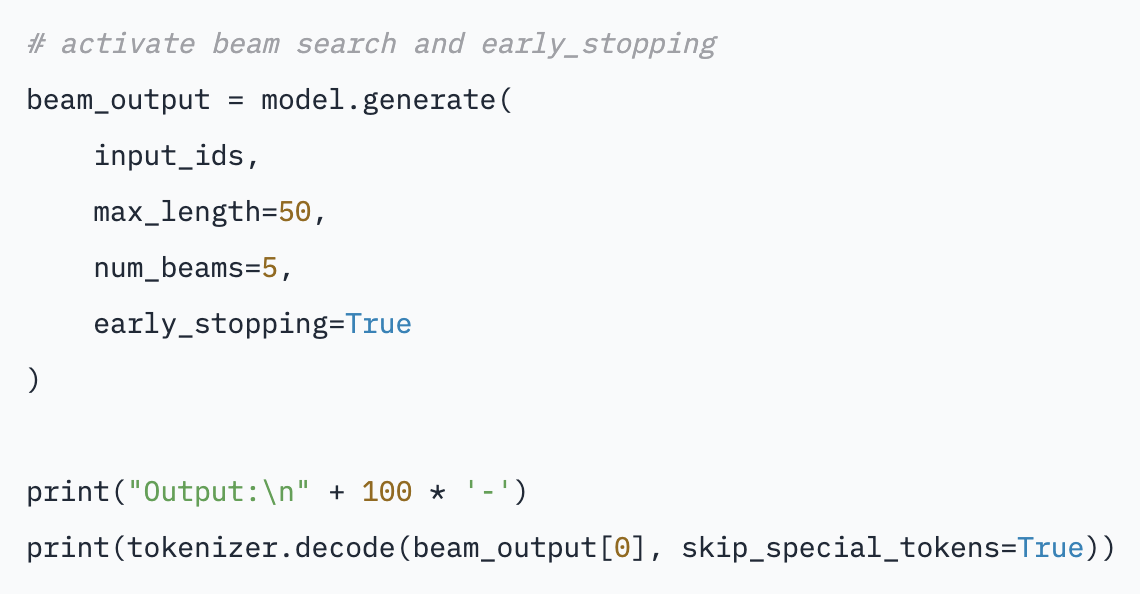 # activate beam search and early_stopping
beam_output = model.generate(
    input_ids,
    max_length=50,
    num_beams=5,
    early_stopping=True
)

print("Output:\n" + 100 * '-')
print(tokenizer.decode(beam_output[0], skip_special_tokens=True))